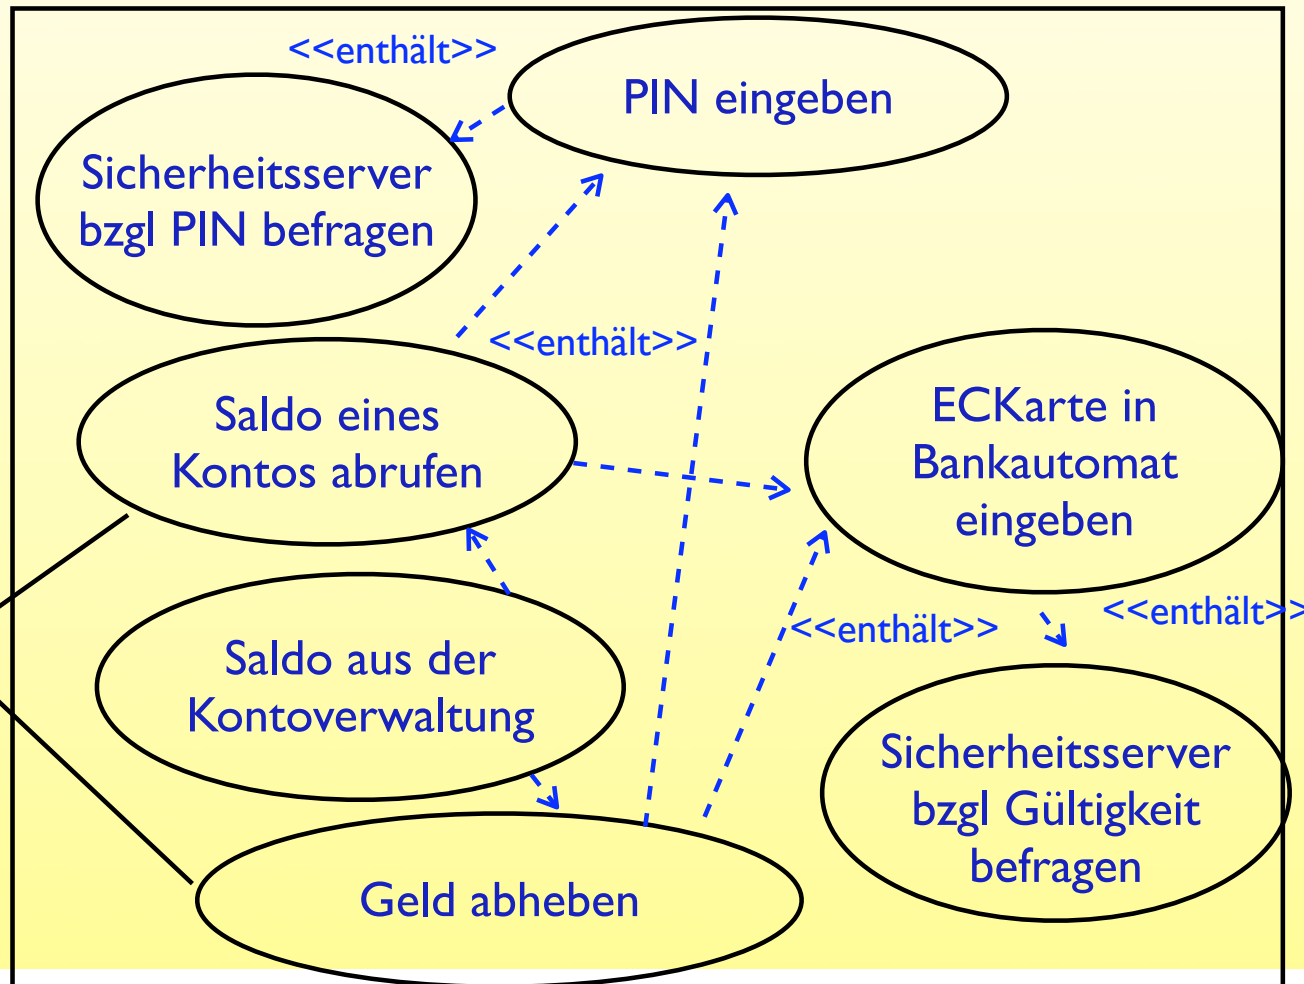 <<enthält>>
PIN eingeben
Sicherheitsserver
bzgl PIN befragen
<<enthält>>
Saldo eines
Kontos abrufen
ECKarte in
Bankautomat
eingeben
<<enthält>>
<<enthält>>
Saldo aus der
Kontoverwaltung
Sicherheitsserver
bzgl Gültigkeit
befragen
Geld abheben